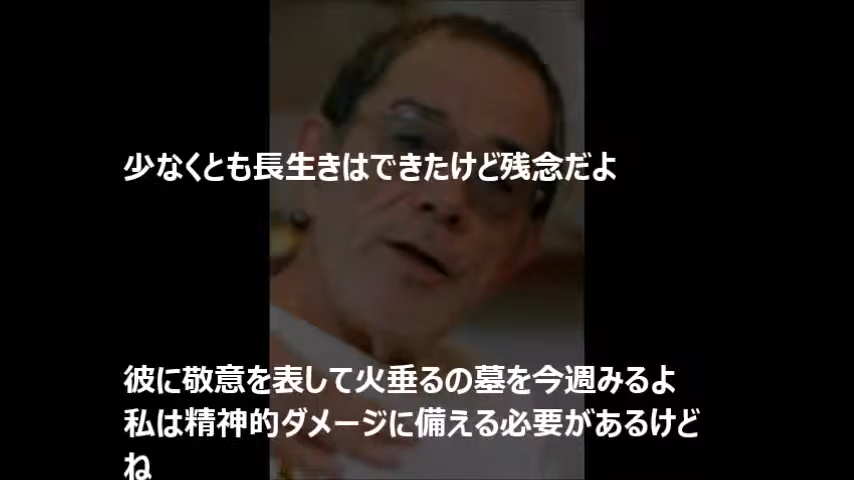 少なくとも長生きはできたけど残念だよ
彼に敬意を表して火垂るの墓を今週みるよ
私は精神的ダメージに備える必要があるけど
ね